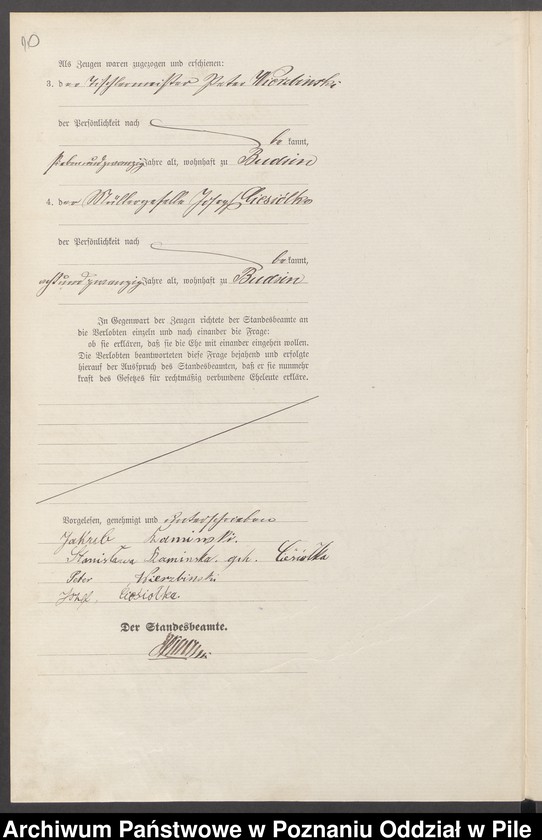 Als Zeugen waren zugezogen und erschienen:
3. der Tischlermeister Peter Wierzbinski
der Persönlichkeit nach
bekannt,
siebenundzwanzig Jahre alt, wohnhaft zu Budsin
4. der Müllergeselle Josef Ciesiolka
der Persönlichkeit nach
bekannt,
achtundzwanzig Jahre alt, wohnhaft zu Budsin
In Gegenwart der Zeugen richtete der Standesbeamte an
die Verlobten einzeln und nach einander die Frage:
ob sie erklären, daß sie die Ehe mit einander eingehen wollen.
Die Verlobten beantworteten diese Frage bejahend und erfolgte
hierauf der Ausspruch des Standesbeamten, daß er sie nunmehr
kraft des Gesetzes für rechtmäßig verbundene Eheleute erkläre.
Vorgelesen, genehmigt und unterschrieben
Jakub Kaminski.
Stanisława Kaminska. geb. Ciesiołka
Peter Wierzbinski
Jozef. Ciesiolka
Der Standesbeamte.
Archiwum Państwowe w Poznaniu Oddział w Pile